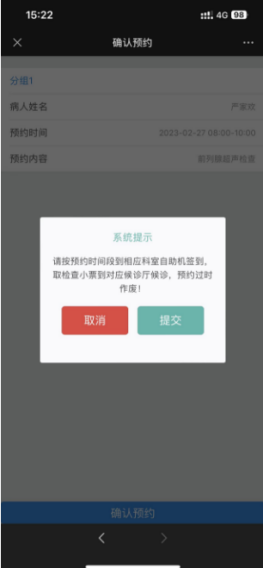 15:22
4G 98
确认预约
分组1
病人姓名
预约时间 2023-02-27 08:00-10:00
预约内容 前列腺超声检查
系统提示
请按预约时间段到相应科室自助机签到,
取检查小票到对应候诊厅候诊，预约过时
作废!
取消 提交
确认预约